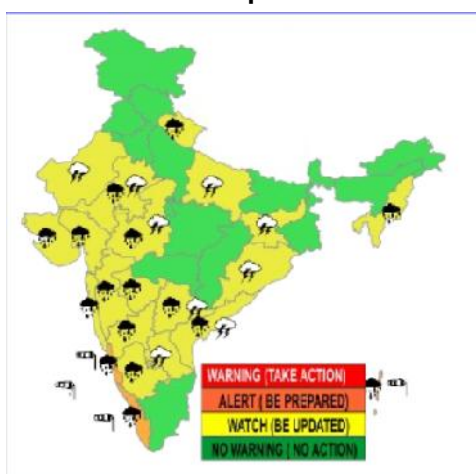 WARNING (TAKE ACTION)
ALERT ( BE PREPARED)
WATCH (BE UPDATED)
NO WARNING ( NO ACTION)